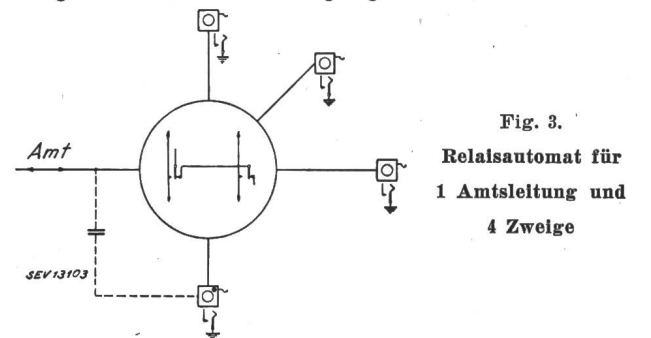 Amt
SEV13103
Fig. 3.
Relaisautomat für
1 Amtsleitung und
4 Zweige